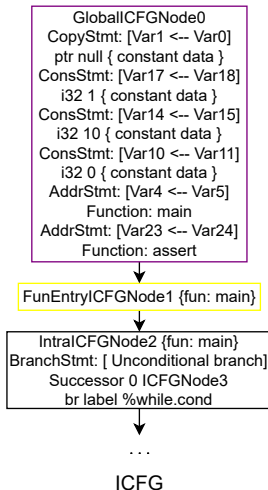 GlobalICFGNode0
CopyStmt: [Var1 <-- Var0]
ptr null { constant data }
ConsStmt: [Var17 <-- Var18]
i32 1 { constant data }
ConsStmt: [Var14 <-- Var15]
i32 10 { constant data }
ConsStmt: [Var10 <-- Var11]
i32 0 { constant data }
AddrStmt: [Var4 <-- Var5]
Function: main
AddrStmt: [Var23 <-- Var24]
Function: assert
FunEntryICFGNode1 {fun: main}
IntraICFGNode2 {fun: main}
BranchStmt: [ Unconditional branch]
Successor 0 ICFGNode3
br label %while.cond
...
ICFG